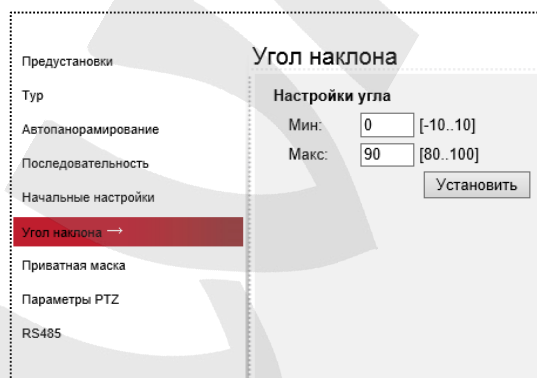 Предустановки
Тур
Автопанорамирование
Последовательность
Начальные настройки
Угол наклона →
Приватная маска
Параметры PTZ
RS485
Угол наклона
Настройки угла
Мин: 0 [-10..10]
Макс: 90 [80..100]
Установить